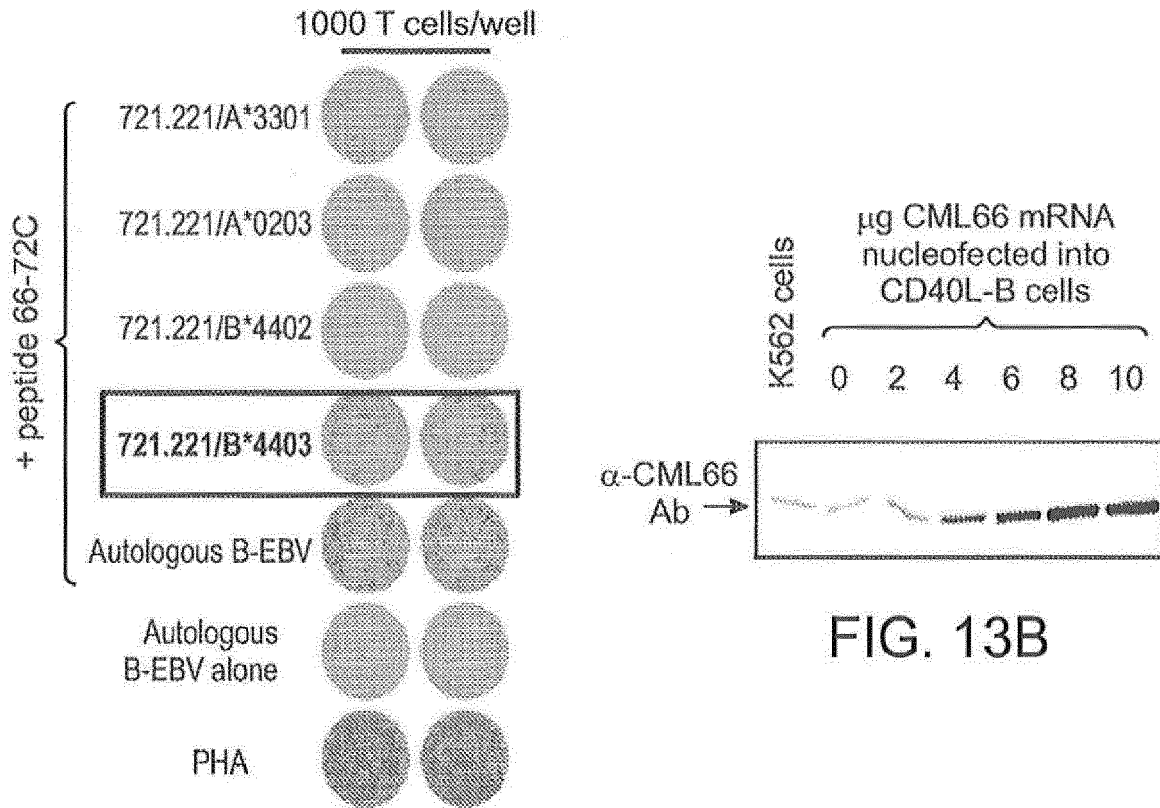 1000 T cells/well
+ peptide 66-72C
721.221/A*3301
721.221/A*0203
721.221/B*4402
721.221/B*4403
Autologous B-EBV
Autologous
B-EBV alone
PHA
K562 cells
µg CML66 mRNA
nucleofected into
CD40L-B cells
0 2 4 6 8 10
α-CML66
Ab
FIG. 13B